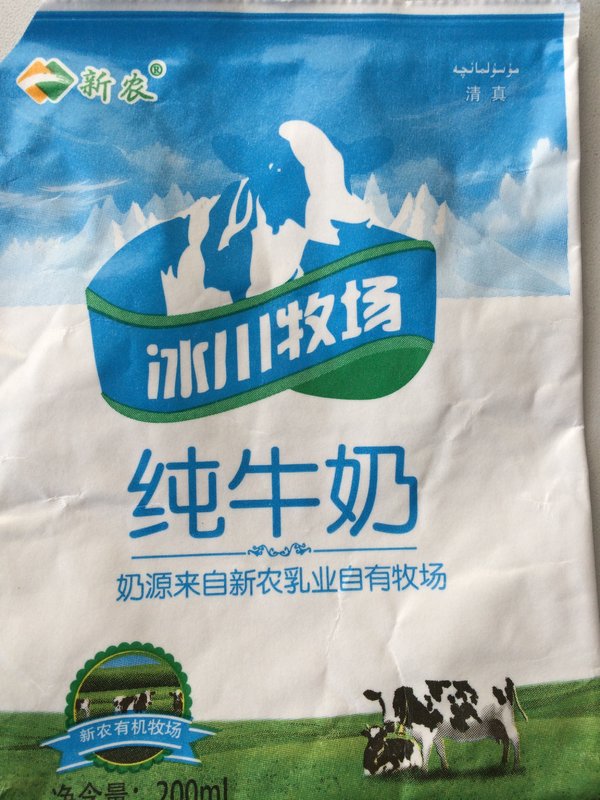 新农®
مۇسۇلمانچە
清真
冰川牧场
纯牛奶
奶源来自新农乳业自有牧场
新农有机牧场
净含量：200ml